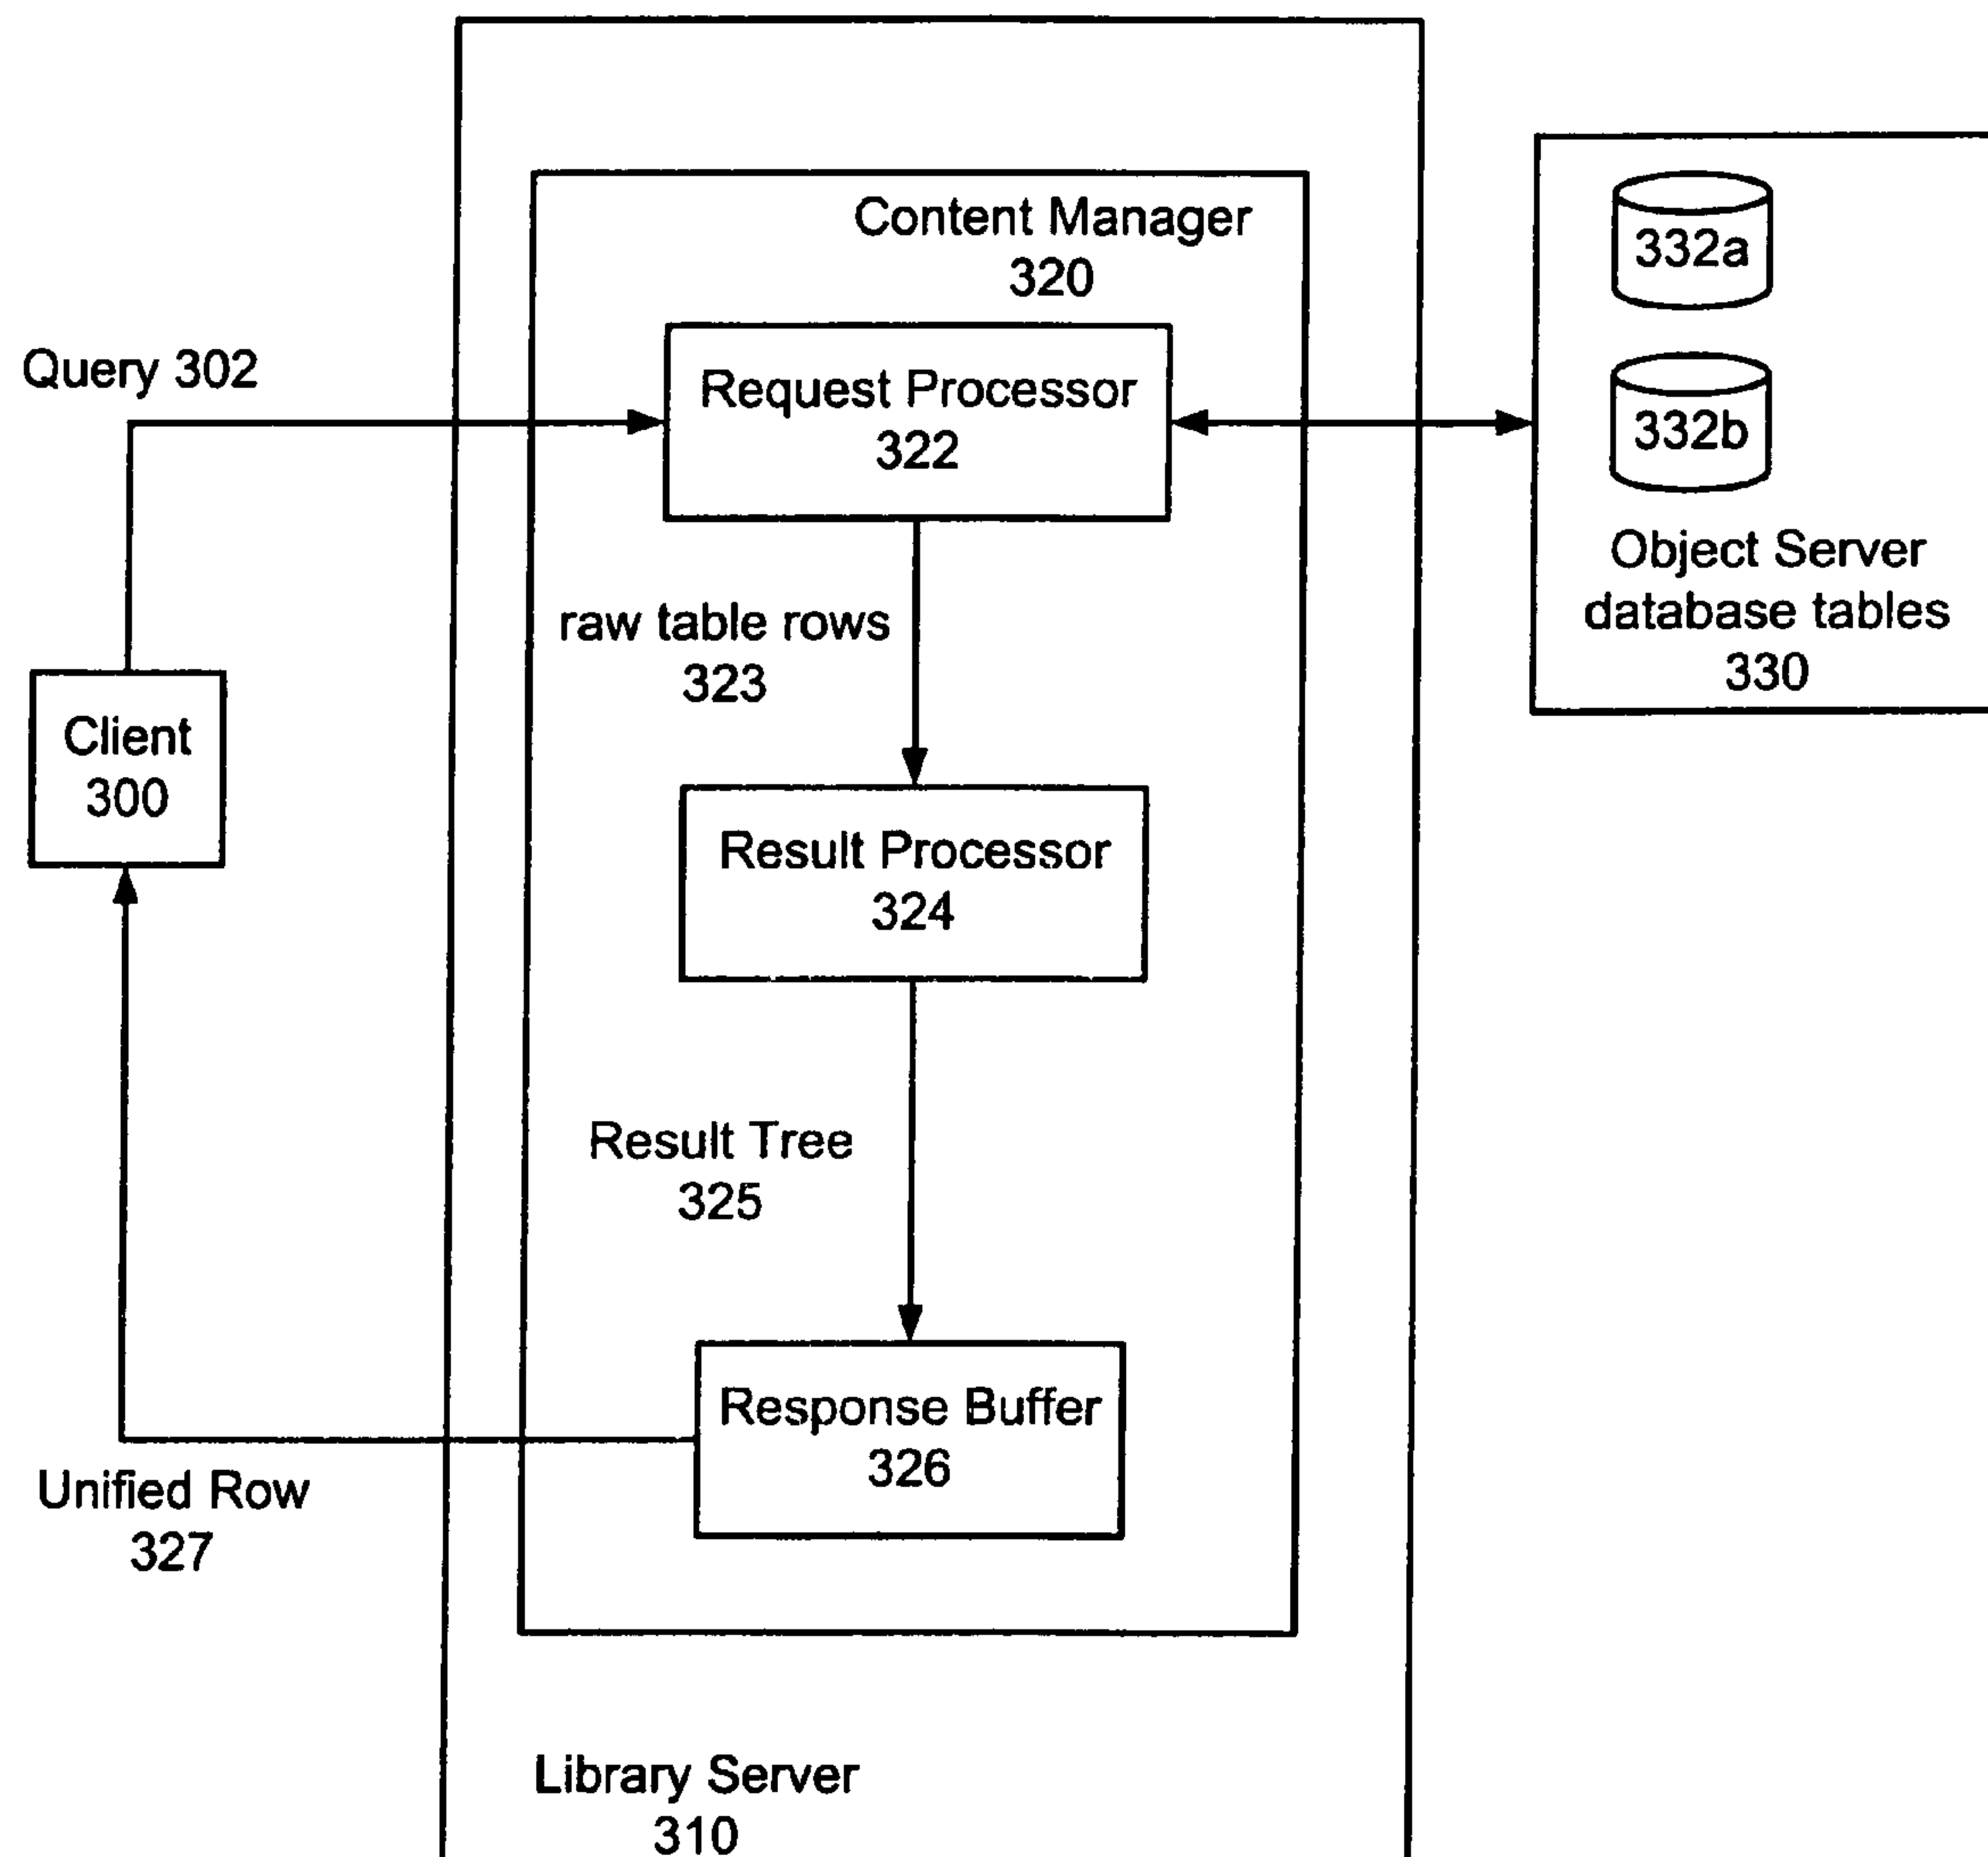 Content Manager
320
332a
Query 302
Request Processor
322
332b
Object Server
database tables
330
raw table rows
323
Client
300
Result Processor
324
Result Tree
325
Response Buffer
326
Unified Row
327
Library Server
310